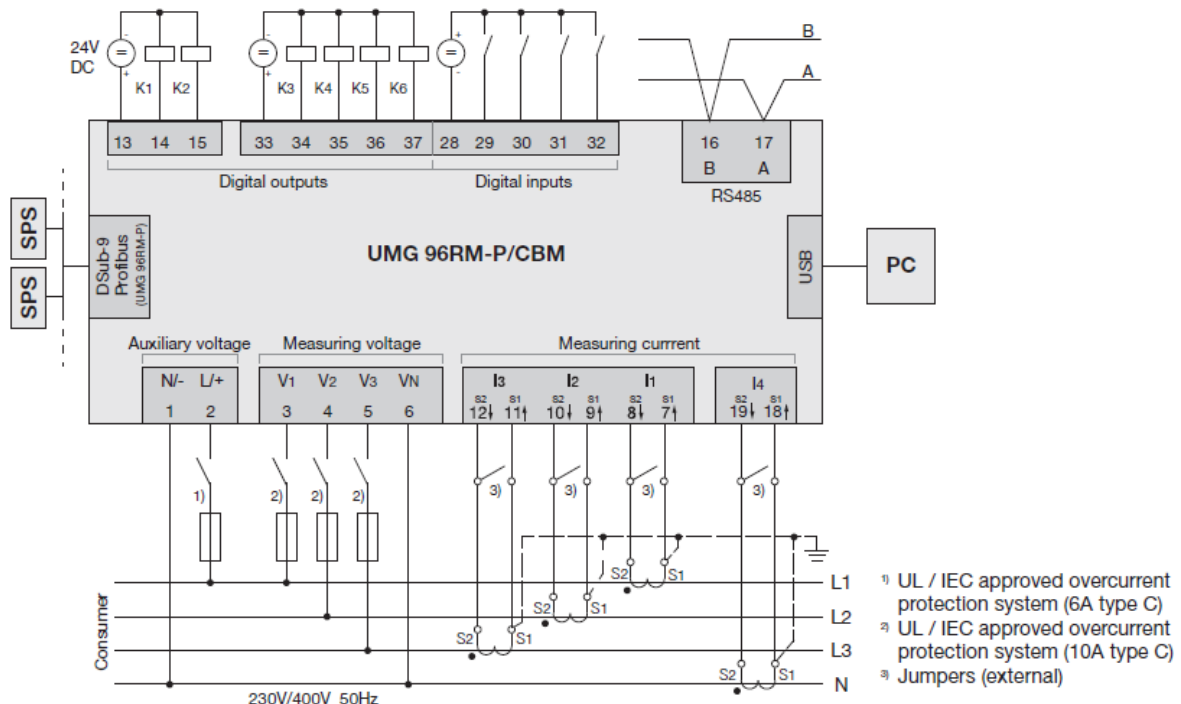 24V
DC
- + K1 K2
- + K3 K4 K5 K6
+ -
B
A
13 14 15 33 34 35 36 37 28 29 30 31 32 16 17
B A
Digital outputs Digital inputs RS485
SPS
SPS
DSub-9
Profibus
(UMG 96RM-P)
UMG 96RM-P/CBM
USB
PC
Auxiliary voltage Measuring voltage Measuring currrent
N/- L/+ V1 V2 V3 VN I3 I2 I1 I4
S2 S1 S2 S1 S2 S1 S2 S1
1 2 3 4 5 6 12 11 10 9 8 7 19 18
1) 2) 2) 2) 3) 3) 3) 3)
S2 S1 L1
S2 S1 L2
S2 S1 L3
S2 S1 N
Consumer
230V/400V 50Hz
1) UL / IEC approved overcurrent
protection system (6A type C)
2) UL / IEC approved overcurrent
protection system (10A type C)
3) Jumpers (external)